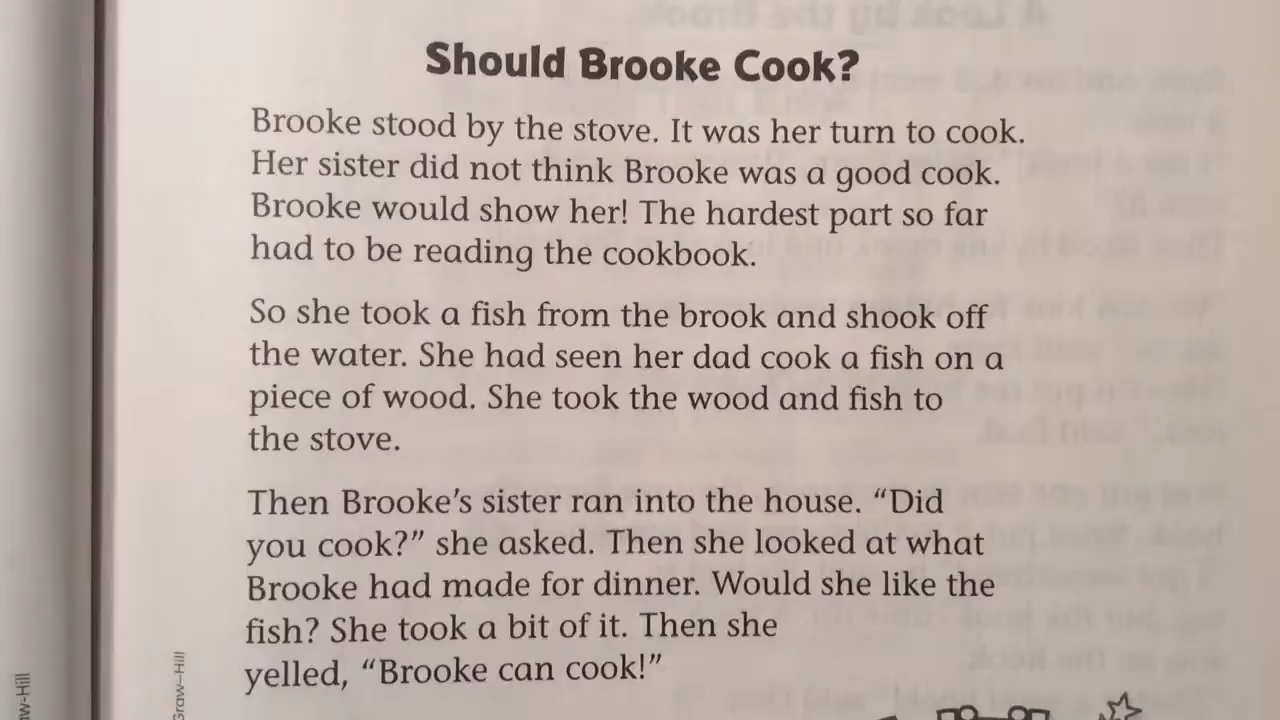 Should Brooke Cook?
Brooke stood by the stove. It was her turn to cook.
Her sister did not think Brooke was a good cook.
Brooke would show her! The hardest part so far
had to be reading the cookbook.
So she took a fish from the brook and shook off
the water. She had seen her dad cook a fish on a
piece of wood. She took the wood and fish to
the stove.
Then Brooke’s sister ran into the house. “Did
you cook?” she asked. Then she looked at what
Brooke had made for dinner. Would she like the
fish? She took a bit of it. Then she
yelled, “Brooke can cook!”
aw-Hill
Graw-Hill